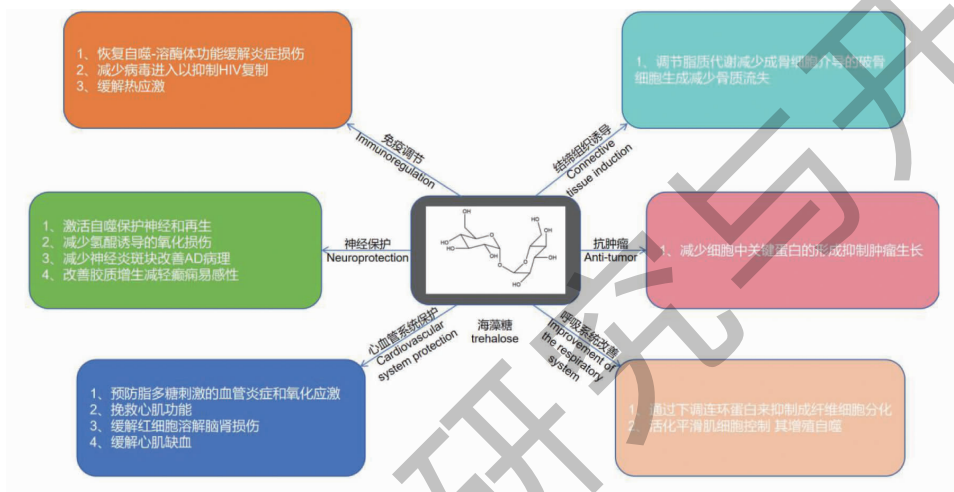 1、恢复自噬-溶酶体功能缓解炎症损伤
2、减少病毒进入以抑制HIV复制
3、缓解热应激
1、调节脂质代谢减少成骨细胞介导的破骨
细胞生成减少骨质流失
免疫调节
Immunoregulation
结缔组织诱导
Connective
tissue induction
1、激活自噬保护神经和再生
2、减少氢醌诱导的氧化损伤
3、减少神经炎斑块改善AD病理
4、改善胶质增生减轻癫痫易感性
神经保护
Neuroprotection
OH
HO
HO
OH
O
OH
O
O
OH
OH
OH
HO
抗肿瘤
Anti-tumor
1、减少细胞中关键蛋白的形成抑制肿瘤生长
心血管系统保护
Cardiovascular
system protection
海藻糖
trehalose
呼吸系统改善
Improvement of
the respiratory
system
1、预防脂多糖刺激的血管炎症和氧化应激
2、挽救心肌功能
3、缓解红细胞溶解脑肾损伤
4、缓解心肌缺血
1、通过下调连环蛋白来抑制成纤维细胞分化
2、活化平滑肌细胞控制 其增殖自噬
研究与开